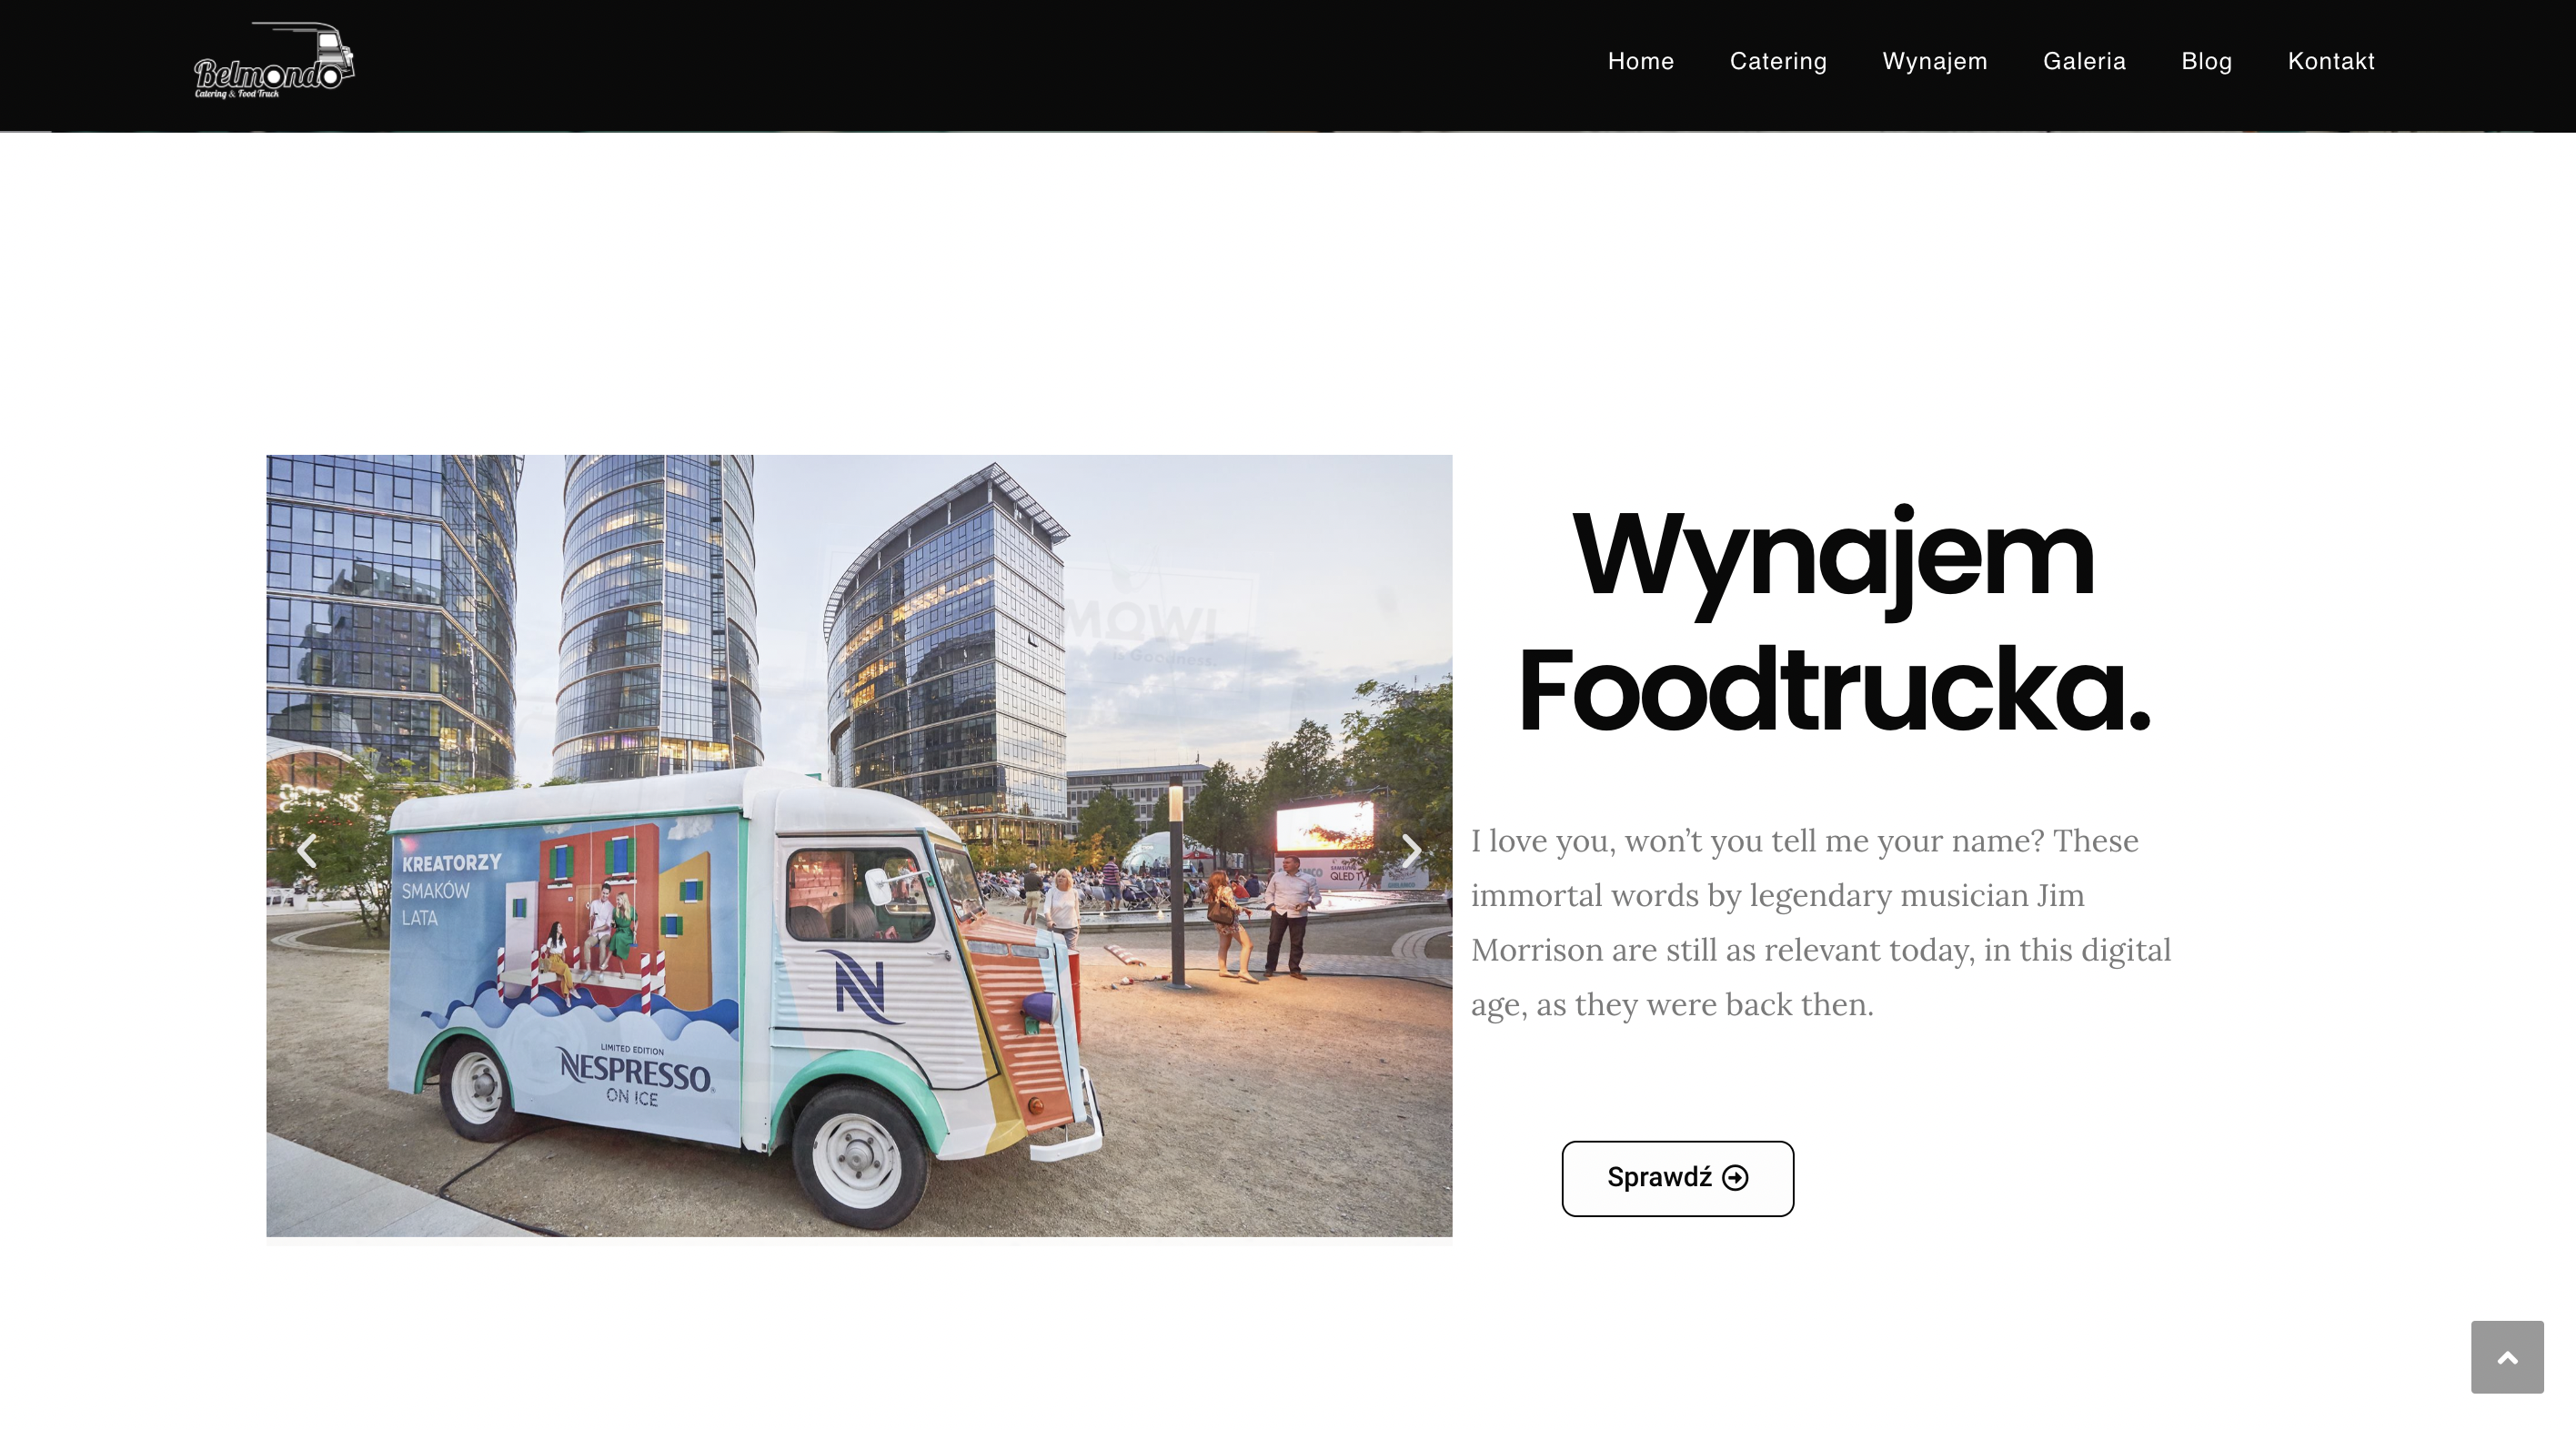 Belmondo
Catering & Food Truck
Home
Catering
Wynajem
Galeria
Blog
Kontakt
MOWI
Goodness.
KREATORZY
SMAKÓW
LATA
N
LIMITED EDITION
NESPRESSO
ON ICE
QLED TV
Wynajem
Foodtrucka.
I love you, won’t you tell me your name? These
immortal words by legendary musician Jim
Morrison are still as relevant today, in this digital
age, as they were back then.
Sprawdź